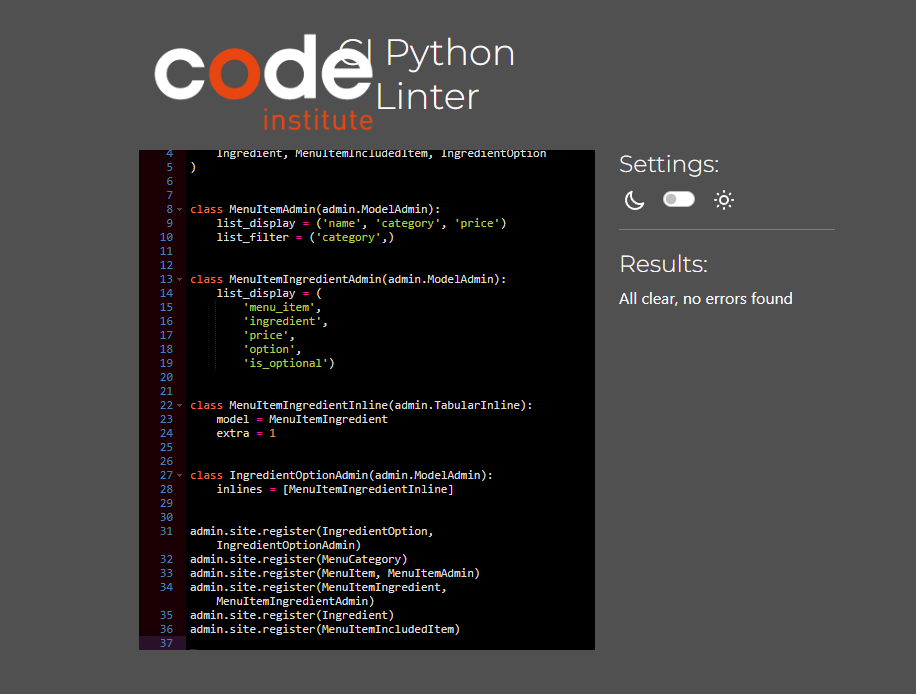 code
institute
CI Python
Linter
4 Ingredient, MenuItemIncludedItem, IngredientOption
5 )
6
7
8 class MenuItemAdmin(admin.ModelAdmin):
9 list_display = ('name', 'category', 'price')
10 list_filter = ('category',)
11
12
13 class MenuItemIngredientAdmin(admin.ModelAdmin):
14 list_display = (
15 'menu_item',
16 'ingredient',
17 'price',
18 'option',
19 'is_optional')
20
21
22 class MenuItemIngredientInline(admin.TabularInline):
23 model = MenuItemIngredient
24 extra = 1
25
26
27 class IngredientOptionAdmin(admin.ModelAdmin):
28 inlines = [MenuItemIngredientInline]
29
30
31 admin.site.register(IngredientOption,
IngredientOptionAdmin)
32 admin.site.register(MenuCategory)
33 admin.site.register(MenuItem, MenuItemAdmin)
34 admin.site.register(MenuItemIngredient,
MenuItemIngredientAdmin)
35 admin.site.register(Ingredient)
36 admin.site.register(MenuItemIncludedItem)
37
Settings:
Results:
All clear, no errors found